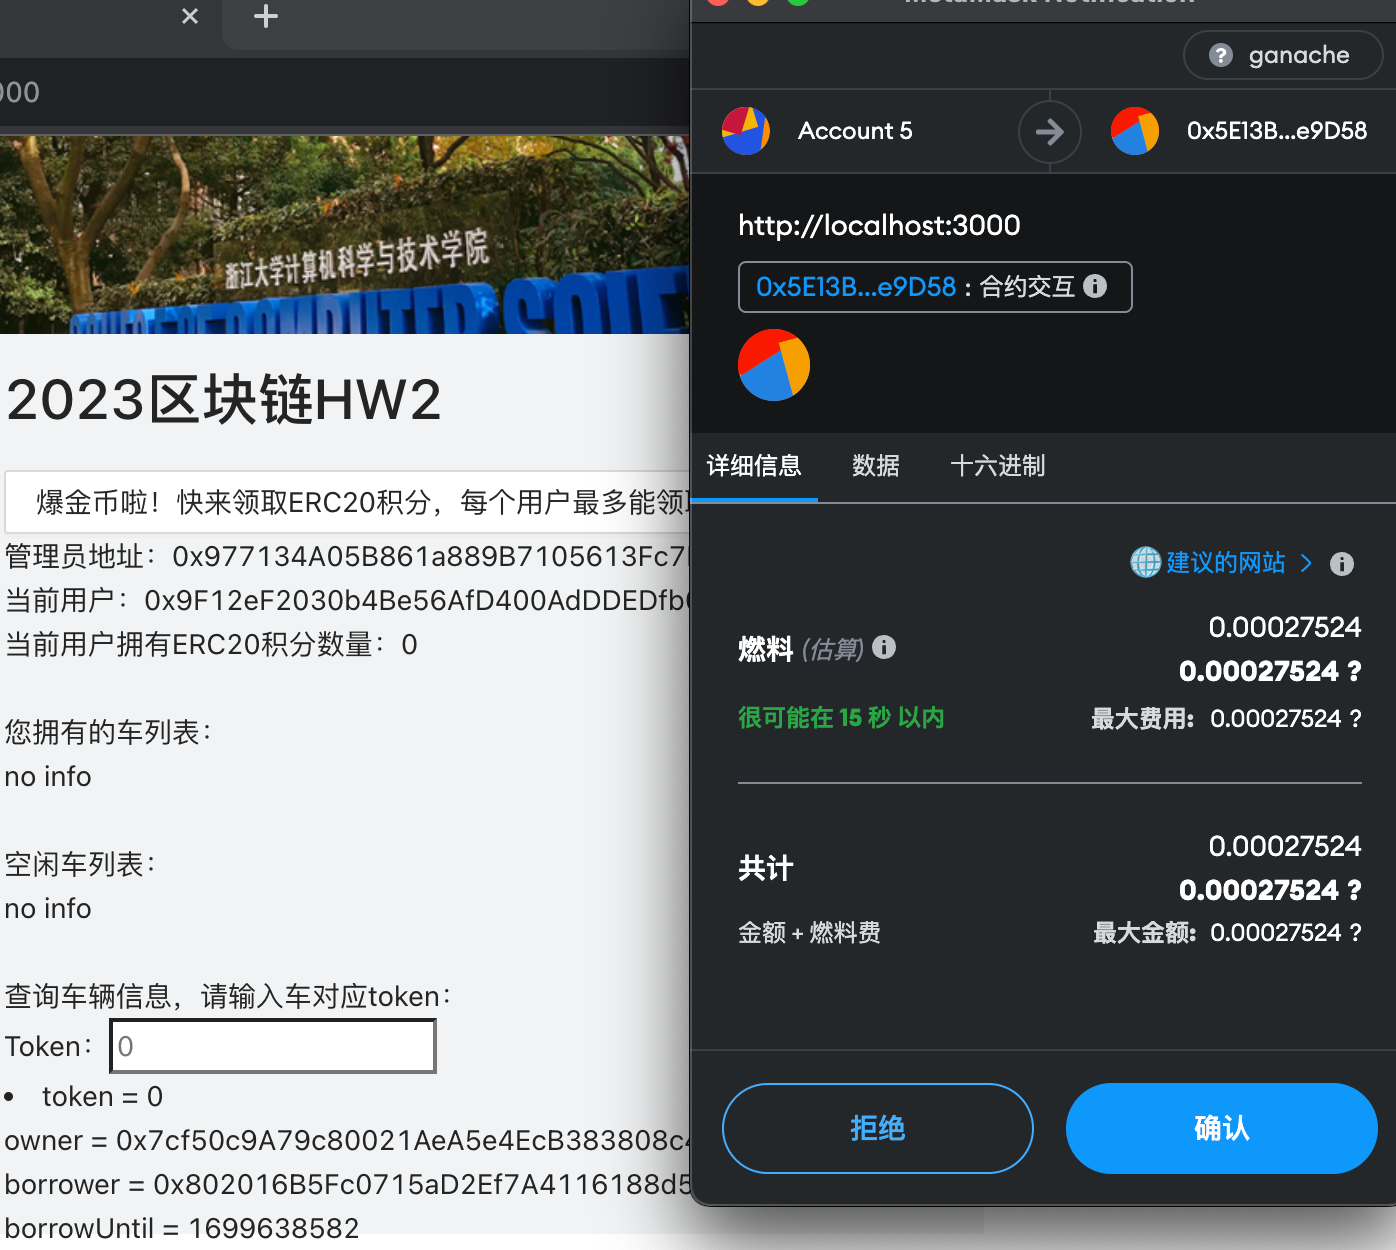 000
浙江大学计算机科学与技术学院
2023区块链HW2
爆金币啦！快来领取ERC20积分，每个用户最多能领
管理员地址：0x977134A05B861a889B7105613Fc7
当前用户：0x9F12eF2030b4Be56AfD400AdDDEDfb
当前用户拥有ERC20积分数量：0
您拥有的车列表：
no info
空闲车列表：
no info
查询车辆信息，请输入车对应token：
Token： 0
• token = 0
owner = 0x7cf50c9A79c80021AeA5e4EcB383808c
borrower = 0x802016B5Fc0715aD2Ef7A4116188d5
borrowUntil = 1699638582
MetaMask Notification
? ganache
Account 5
0x5E13B...e9D58
http://localhost:3000
0x5E13B...e9D58 : 合约交互
详细信息 数据 十六进制
建议的网站 >
0.00027524
燃料 (估算) 0.00027524 ?
很可能在 15 秒 以内 最大费用: 0.00027524 ?
0.00027524
共计 0.00027524 ?
金额 + 燃料费 最大金额: 0.00027524 ?
拒绝 确认